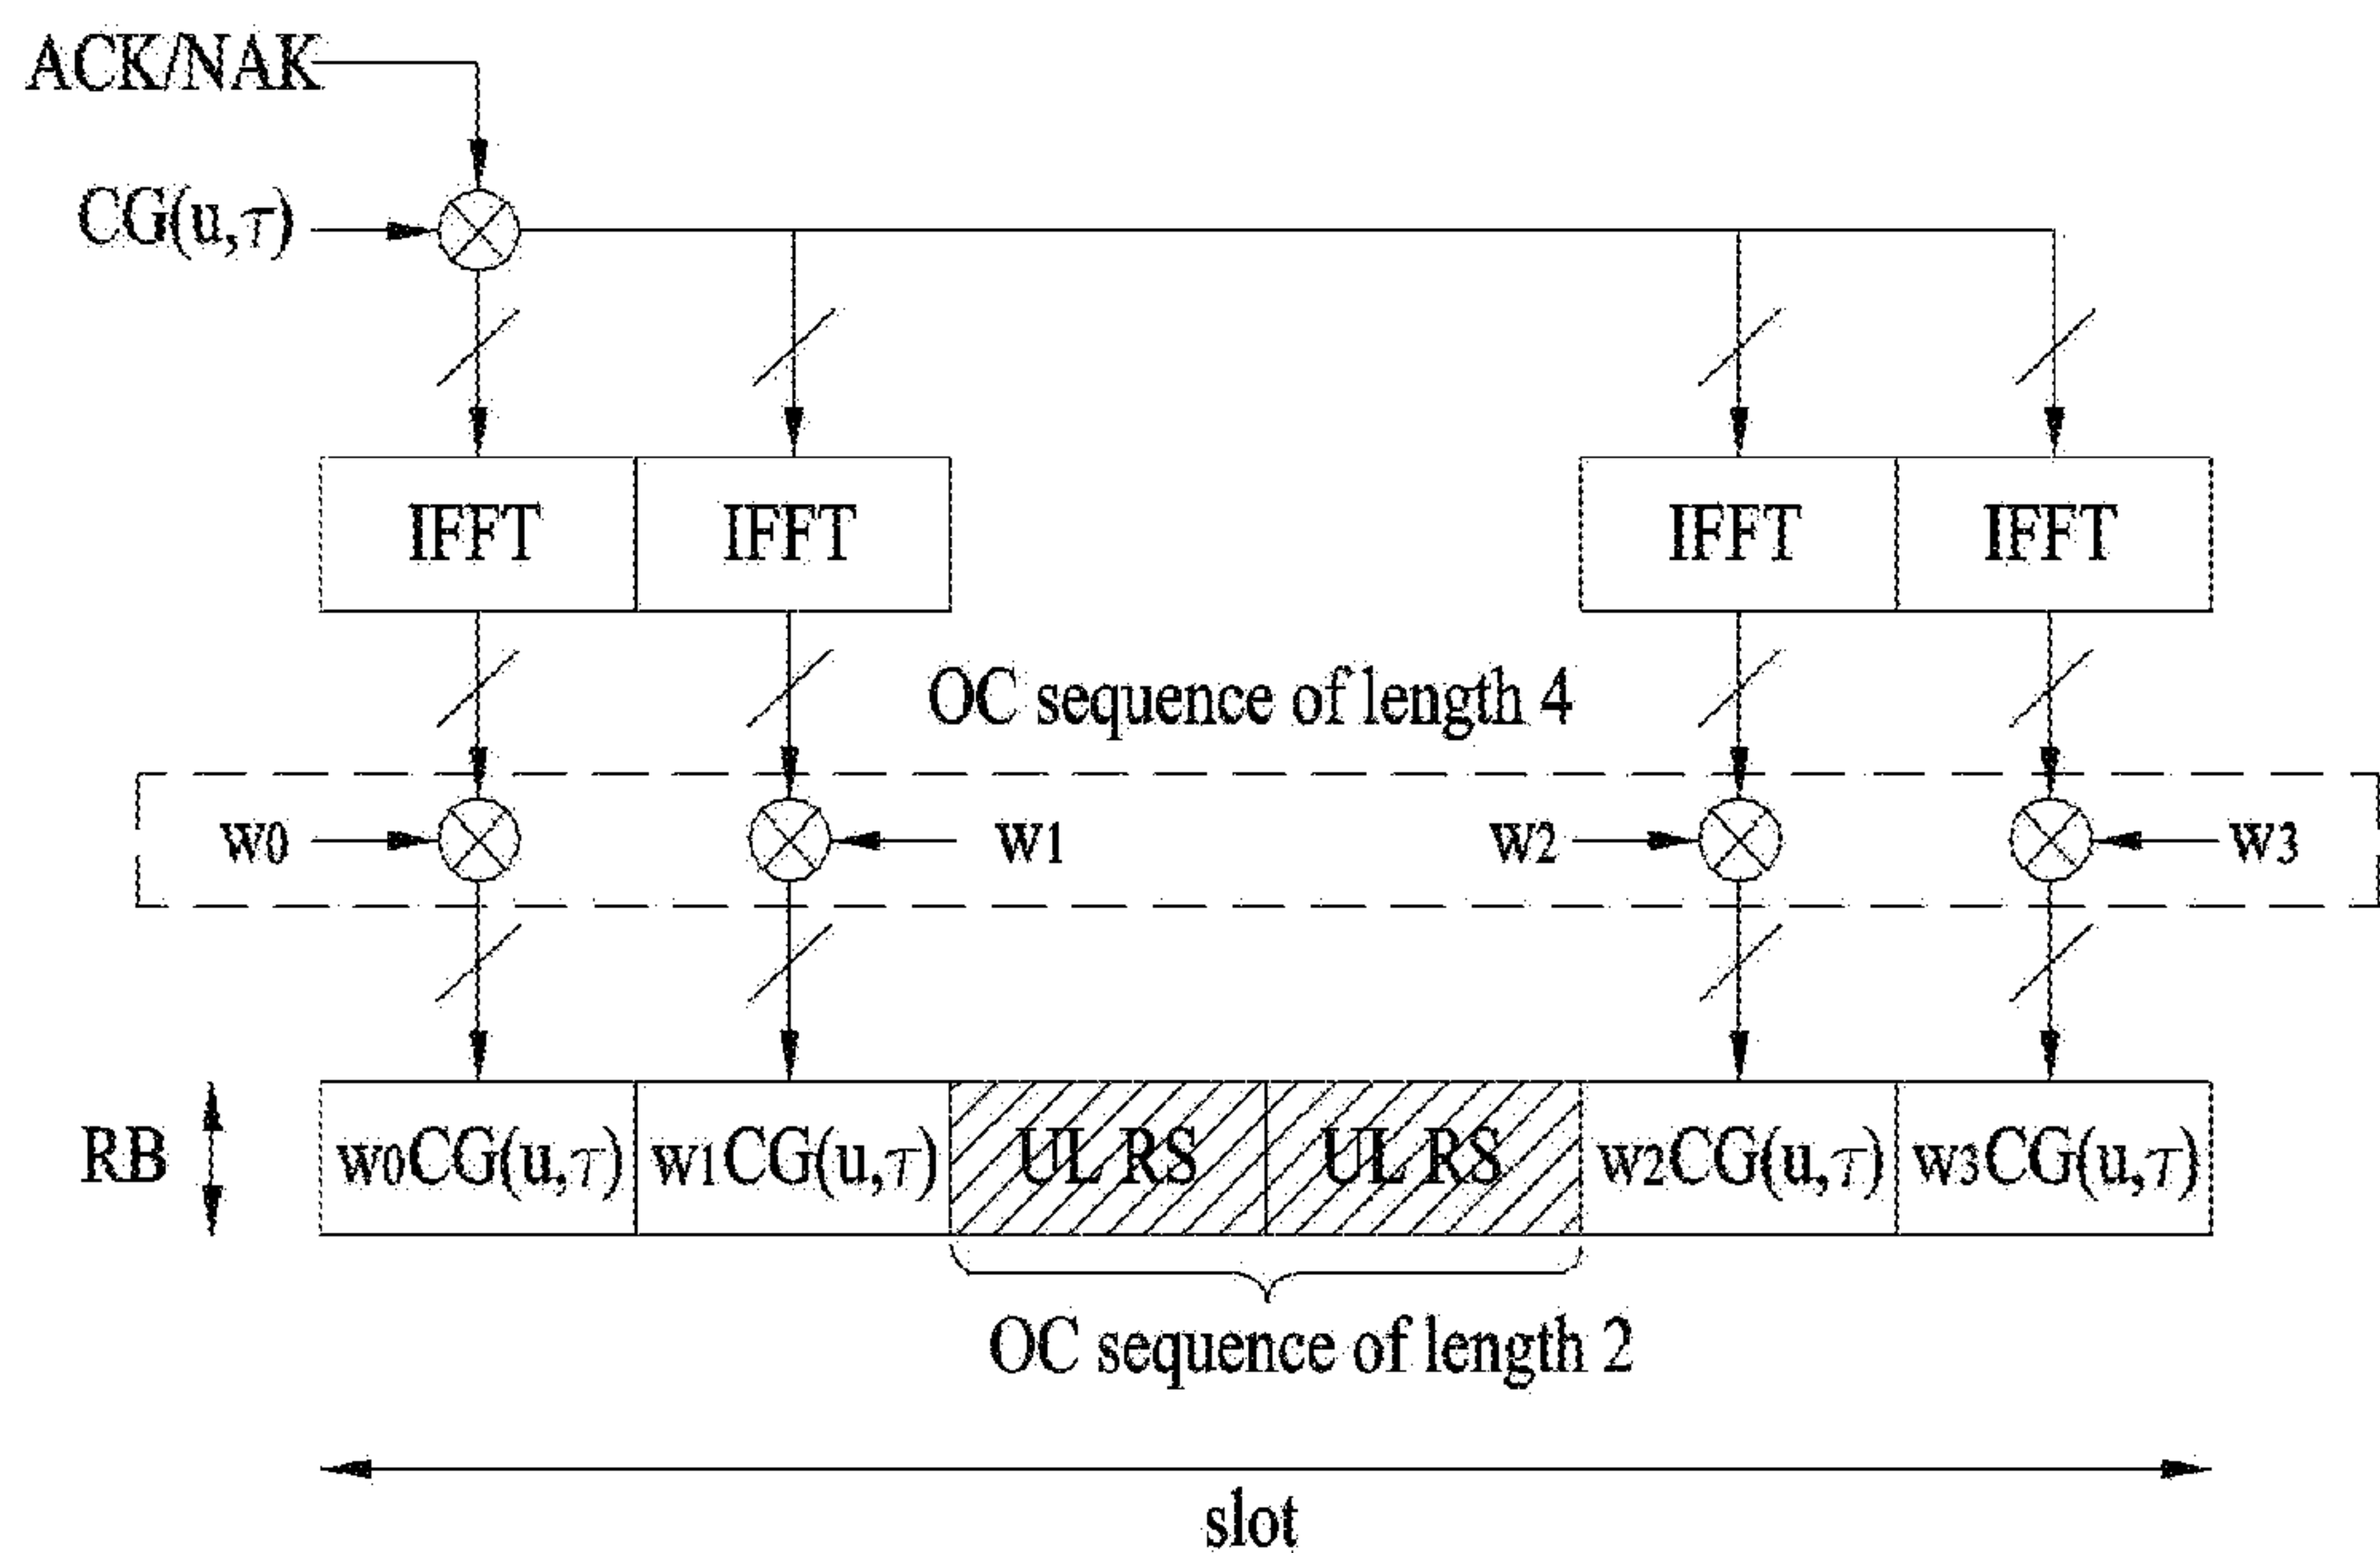 ACK/NAK
CG(u,τ)
IFFT IFFT IFFT IFFT
OC sequence of length 4
w0 w1 w2 w3
RB w0CG(u,τ) w1CG(u,τ) UL RS UL RS w2CG(u,τ) w3CG(u,τ)
OC sequence of length 2
slot